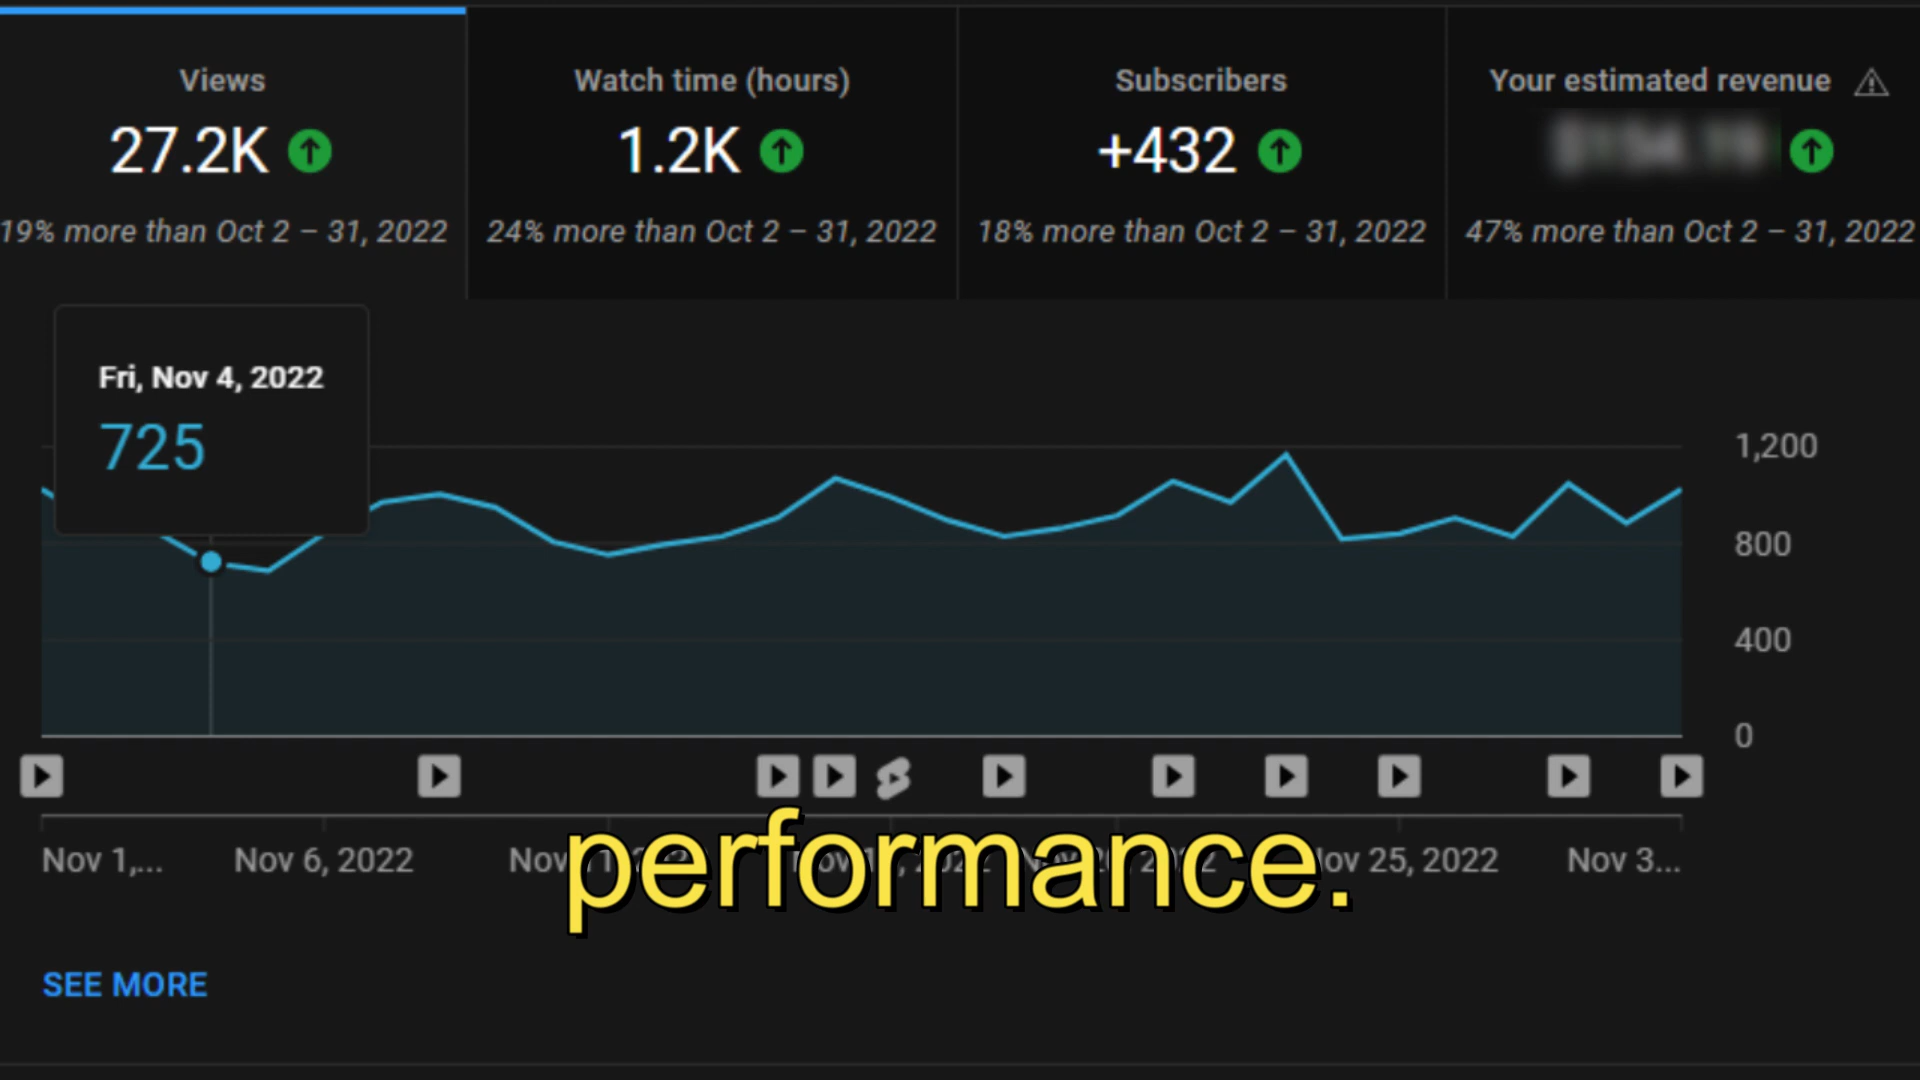 Views
27.2K
19% more than Oct 2 – 31, 2022
Watch time (hours)
1.2K
24% more than Oct 2 – 31, 2022
Subscribers
+432
18% more than Oct 2 – 31, 2022
Your estimated revenue
47% more than Oct 2 – 31, 2022
Fri, Nov 4, 2022
725
1,200
800
400
0
Nov 1,... Nov 6, 2022 25, 2022 Nov 3...
performance.
SEE MORE